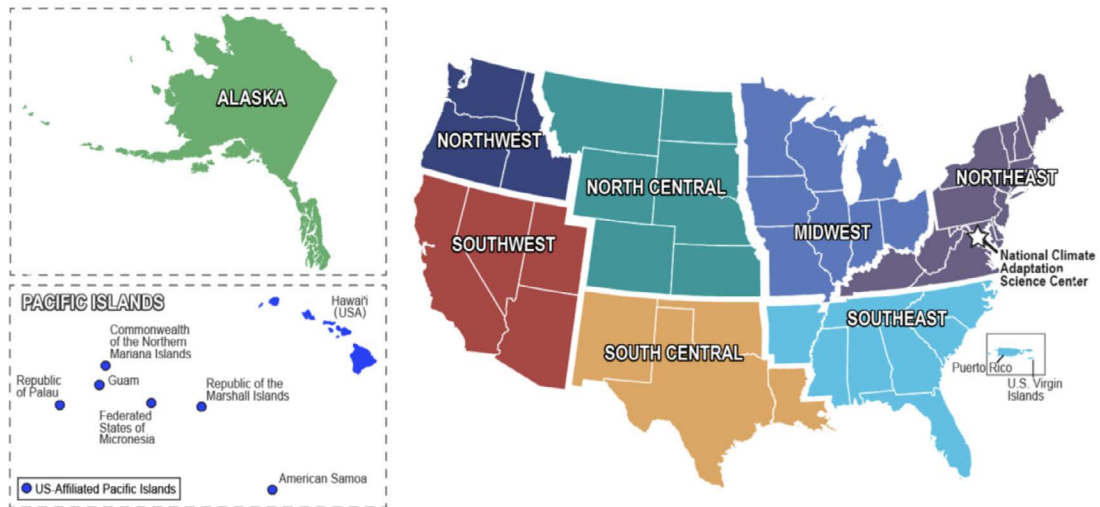 ALASKA
PACIFIC ISLANDS
Hawai'i
(USA)
Commonwealth
of the Northern
Mariana Islands
Republic
of Palau
Guam
Republic of the
Marshall Islands
Federated
States of
Micronesia
American Samoa
US-Affiliated Pacific Islands
NORTHWEST
NORTH CENTRAL
SOUTHWEST
SOUTH CENTRAL
MIDWEST
NORTHEAST
National Climate
Adaptation
Science Center
SOUTHEAST
Puerto Rico
U.S. Virgin
Islands